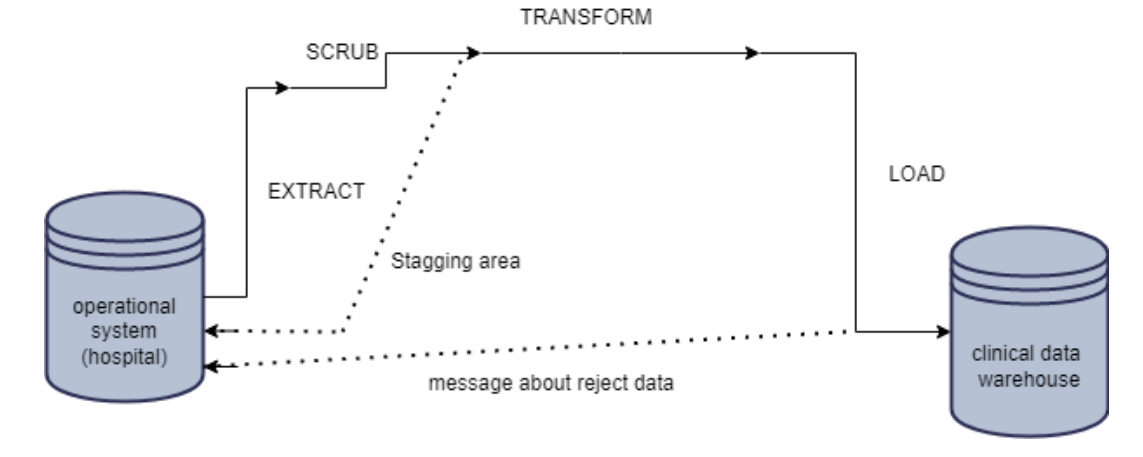 TRANSFORM
SCRUB
EXTRACT
LOAD
Stagging area
operational
system
(hospital)
message about reject data
clinical data
warehouse